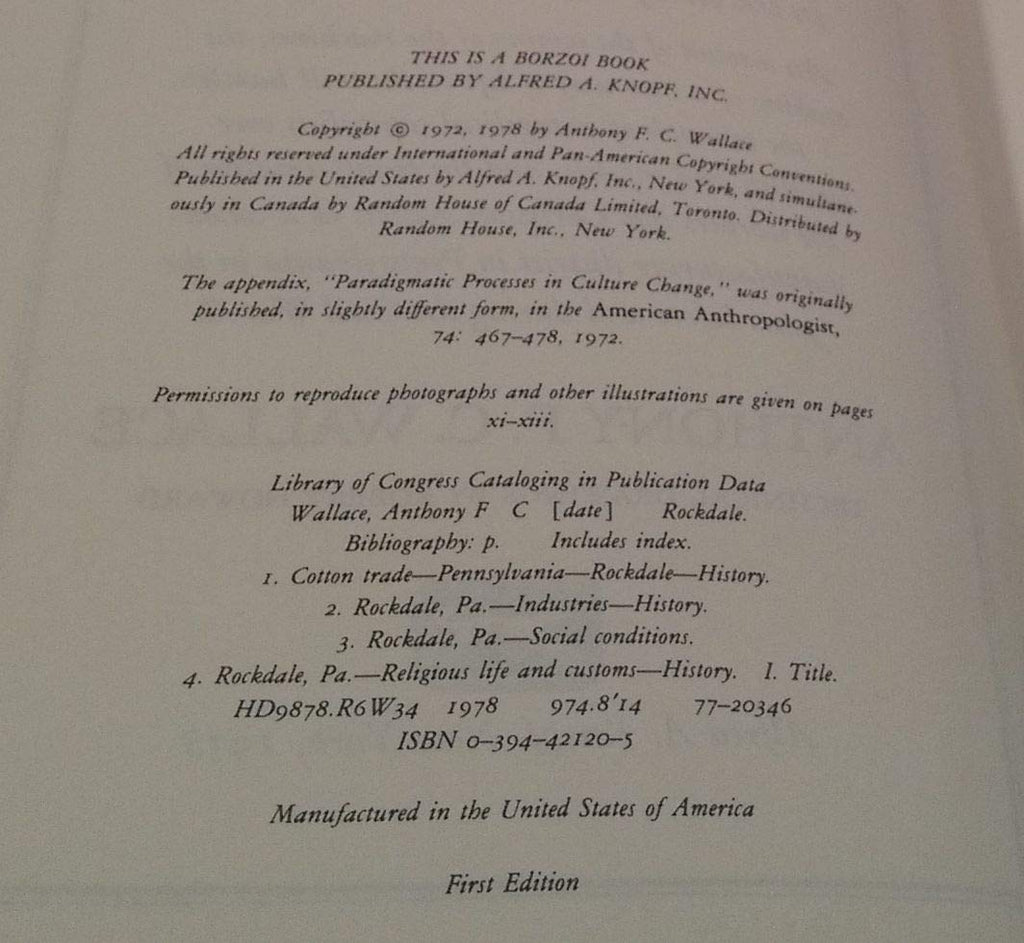 THIS IS A BORZOI BOOK
PUBLISHED BY ALFRED A. KNOPF, INC.
Copyright © 1972, 1978 by Anthony F. C. Wallace
All rights reserved under International and Pan-American Copyright Conventions.
Published in the United States by Alfred A. Knopf, Inc., New York, and simultane-
ously in Canada by Random House of Canada Limited, Toronto. Distributed by
Random House, Inc., New York.
The appendix, "Paradigmatic Processes in Culture Change," was originally
published, in slightly different form, in the American Anthropologist,
74: 467–478, 1972.
Permissions to reproduce photographs and other illustrations are given on pages
xi–xiii.
Library of Congress Cataloging in Publication Data
Wallace, Anthony F C [date] Rockdale.
Bibliography: p. Includes index.
1. Cotton trade—Pennsylvania—Rockdale—History.
2. Rockdale, Pa.—Industries—History.
3. Rockdale, Pa.—Social conditions.
4. Rockdale, Pa.—Religious life and customs—History. I. Title.
HD9878.R6W34 1978 974.8'14 77–20346
ISBN 0–394–42120–5
Manufactured in the United States of America
First Edition